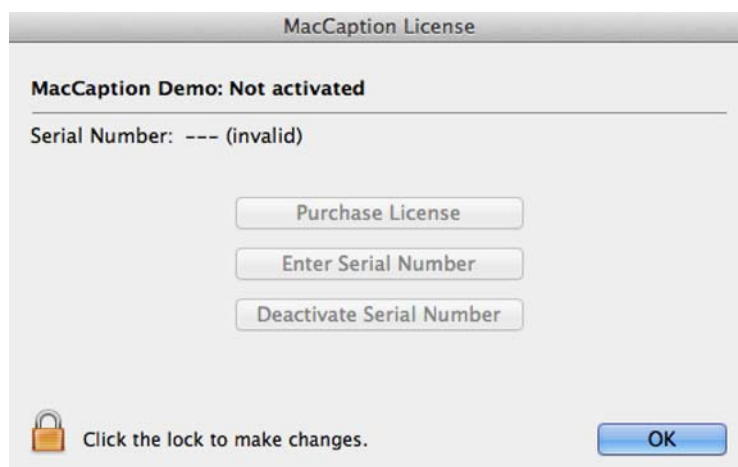 MacCaption License
MacCaption Demo: Not activated
Serial Number: --- (invalid)
Purchase License
Enter Serial Number
Deactivate Serial Number
Click the lock to make changes.
OK